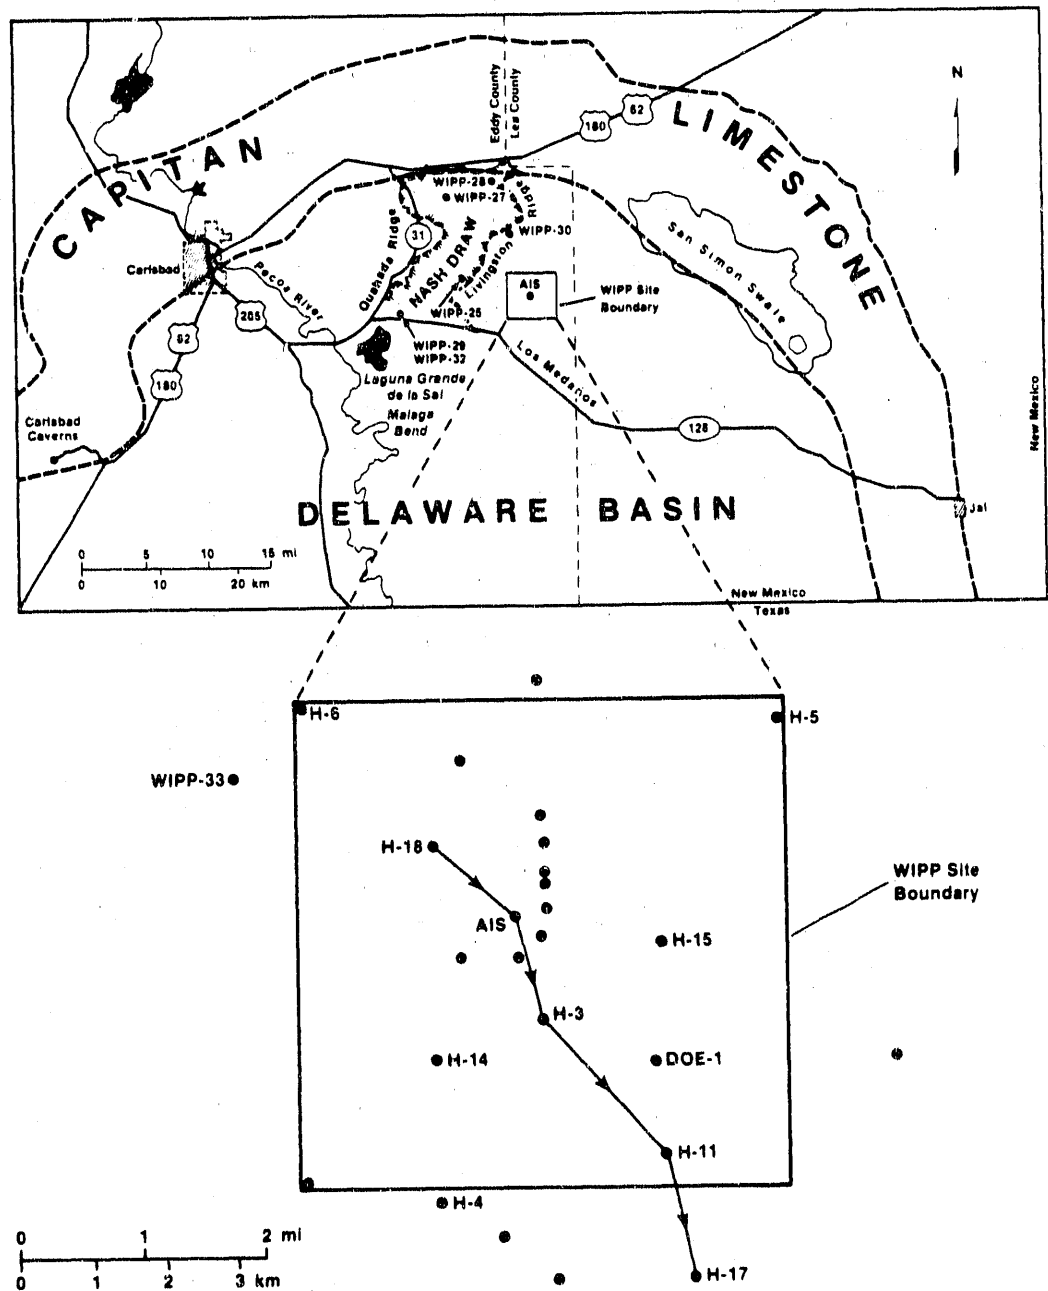 N
Eddy County
Lea County
62
180
CAPITAN
LIMESTONE
WIPP-28
WIPP-27
Ridge
WIPP-30
31
Quahada Ridge
NASH DRAW
Livingston
San Simon Swale
Carlsbad
Pecos River
AIS
WIPP Site
Boundary
WIPP-25
285
62
WIPP-29
WIPP-32
180
Laguna Grande
de la Sal
Los Medaños
Malaga
Bend
Carlsbad
Caverns
128
New Mexico
DELAWARE BASIN
Jal
0 5 10 15 mi
0 10 20 km
New Mexico
Texas
H-6
H-5
WIPP-33
H-18
WIPP Site
Boundary
AIS
H-15
H-3
H-14
DOE-1
H-11
H-4
0 1 2 mi
0 1 2 3 km
H-17